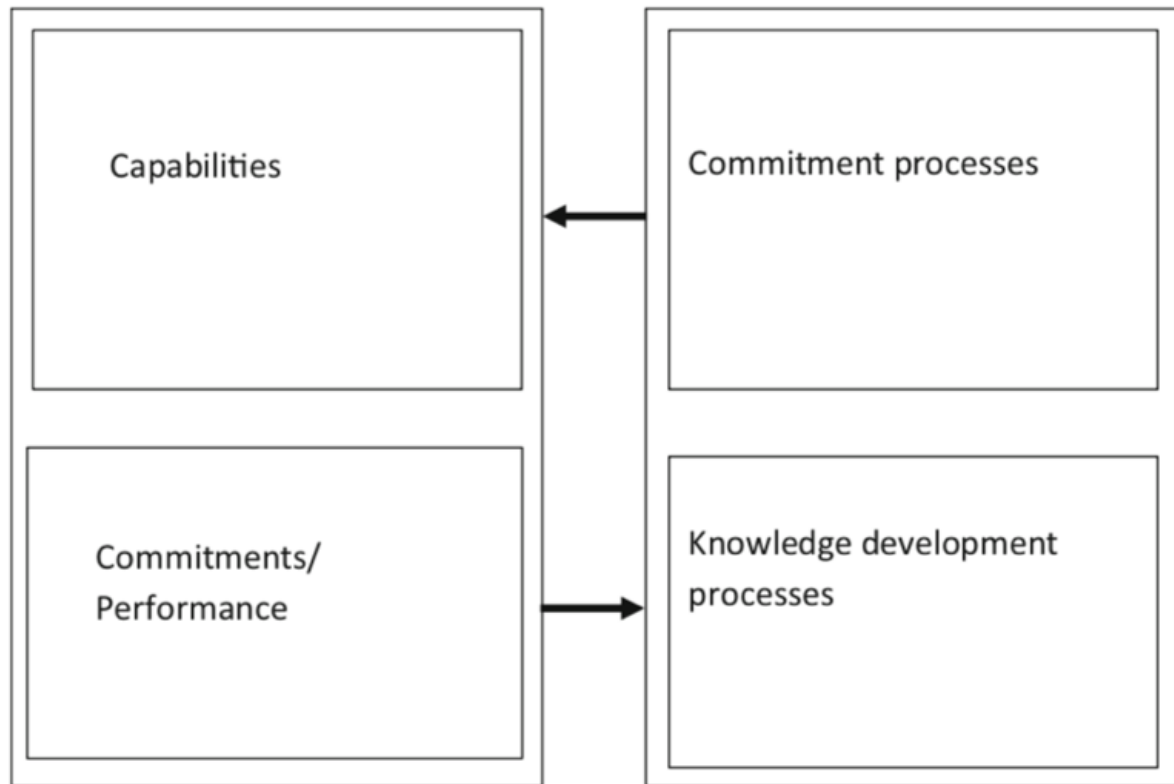 Capabilities
Commitment processes
Commitments/
Performance
Knowledge development
processes